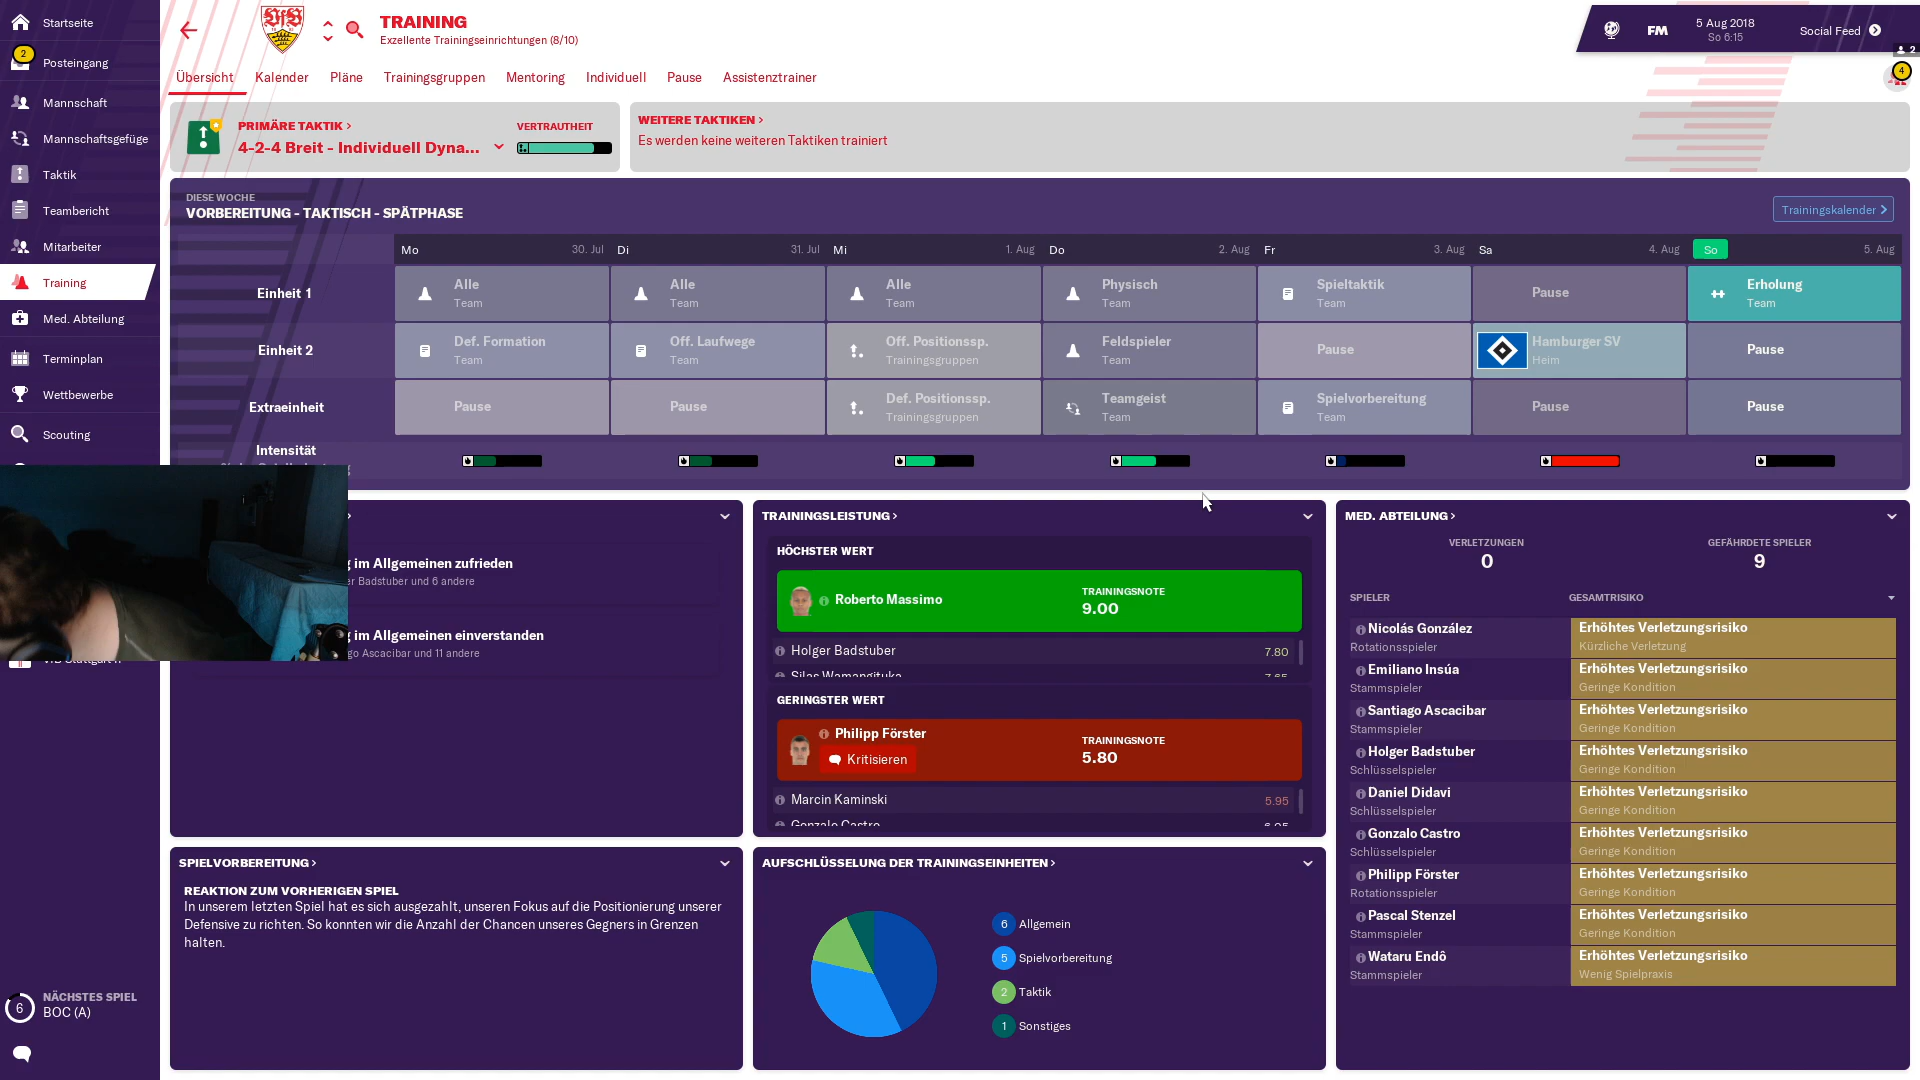 Startseite
2
Posteingang
Mannschaft
Mannschaftsgefüge
Taktik
Teambericht
Mitarbeiter
Training
Med. Abteilung
Terminplan
Wettbewerbe
Scouting
NÄCHSTES SPIEL
6
BOC (A)
TRAINING
Exzellente Trainingseinrichtungen (8/10)
FM
5 Aug 2018
So 6:15
Social Feed
2
4
Übersicht Kalender Pläne Trainingsgruppen Mentoring Individuell Pause Assistenztrainer
PRIMÄRE TAKTIK >
4-2-4 Breit - Individuell Dyna...
VERTRAUTHEIT
WEITERE TAKTIKEN >
Es werden keine weiteren Taktiken trainiert
DIESE WOCHE
VORBEREITUNG - TAKTISCH - SPÄTPHASE
Trainingskalender
Mo 30. Jul Di 31. Jul Mi 1. Aug Do 2. Aug Fr 3. Aug Sa 4. Aug So 5. Aug
Einheit 1
Alle Alle Alle Physisch Spieltaktik Pause Erholung
Team Team Team Team Team Team
Einheit 2
Def. Formation Off. Laufwege Off. Positionssp. Feldspieler Pause Hamburger SV Pause
Team Team Trainingsgruppen Team Heim
Extraeinheit
Pause Pause Def. Positionssp. Teamgeist Spielvorbereitung Pause Pause
Trainingsgruppen Team Team
Intensität
im Allgemeinen zufrieden
er Badstuber und 6 andere
im Allgemeinen einverstanden
go Ascacibar und 11 andere
TRAININGSLEISTUNG >
HÖCHSTER WERT
Roberto Massimo
TRAININGSNOTE
9.00
Holger Badstuber 7.80
Silas Wamangituka 7.65
GERINGSTER WERT
Philipp Förster
Kritisieren
TRAININGSNOTE
5.80
Marcin Kaminski 5.95
Gonzalo Castro 6.05
MED. ABTEILUNG >
VERLETZUNGEN
0
GEFÄHRDETE SPIELER
9
SPIELER GESAMTRISIKO
Nicolás González Erhöhtes Verletzungsrisiko
Rotationsspieler Kürzliche Verletzung
Emiliano Insúa Erhöhtes Verletzungsrisiko
Stammspieler Geringe Kondition
Santiago Ascacibar Erhöhtes Verletzungsrisiko
Stammspieler Geringe Kondition
Holger Badstuber Erhöhtes Verletzungsrisiko
Schlüsselspieler Geringe Kondition
Daniel Didavi Erhöhtes Verletzungsrisiko
Schlüsselspieler Geringe Kondition
Gonzalo Castro Erhöhtes Verletzungsrisiko
Schlüsselspieler Geringe Kondition
Philipp Förster Erhöhtes Verletzungsrisiko
Rotationsspieler Geringe Kondition
Pascal Stenzel Erhöhtes Verletzungsrisiko
Stammspieler Geringe Kondition
Wataru Endô Erhöhtes Verletzungsrisiko
Stammspieler Wenig Spielpraxis
SPIELVORBEREITUNG >
REAKTION ZUM VORHERIGEN SPIEL
In unserem letzten Spiel hat es sich ausgezahlt, unseren Fokus auf die Positionierung unserer
Defensive zu richten. So konnten wir die Anzahl der Chancen unseres Gegners in Grenzen
halten.
AUFSCHLÜSSELUNG DER TRAININGSEINHEITEN >
6 Allgemein
5 Spielvorbereitung
2 Taktik
1 Sonstiges